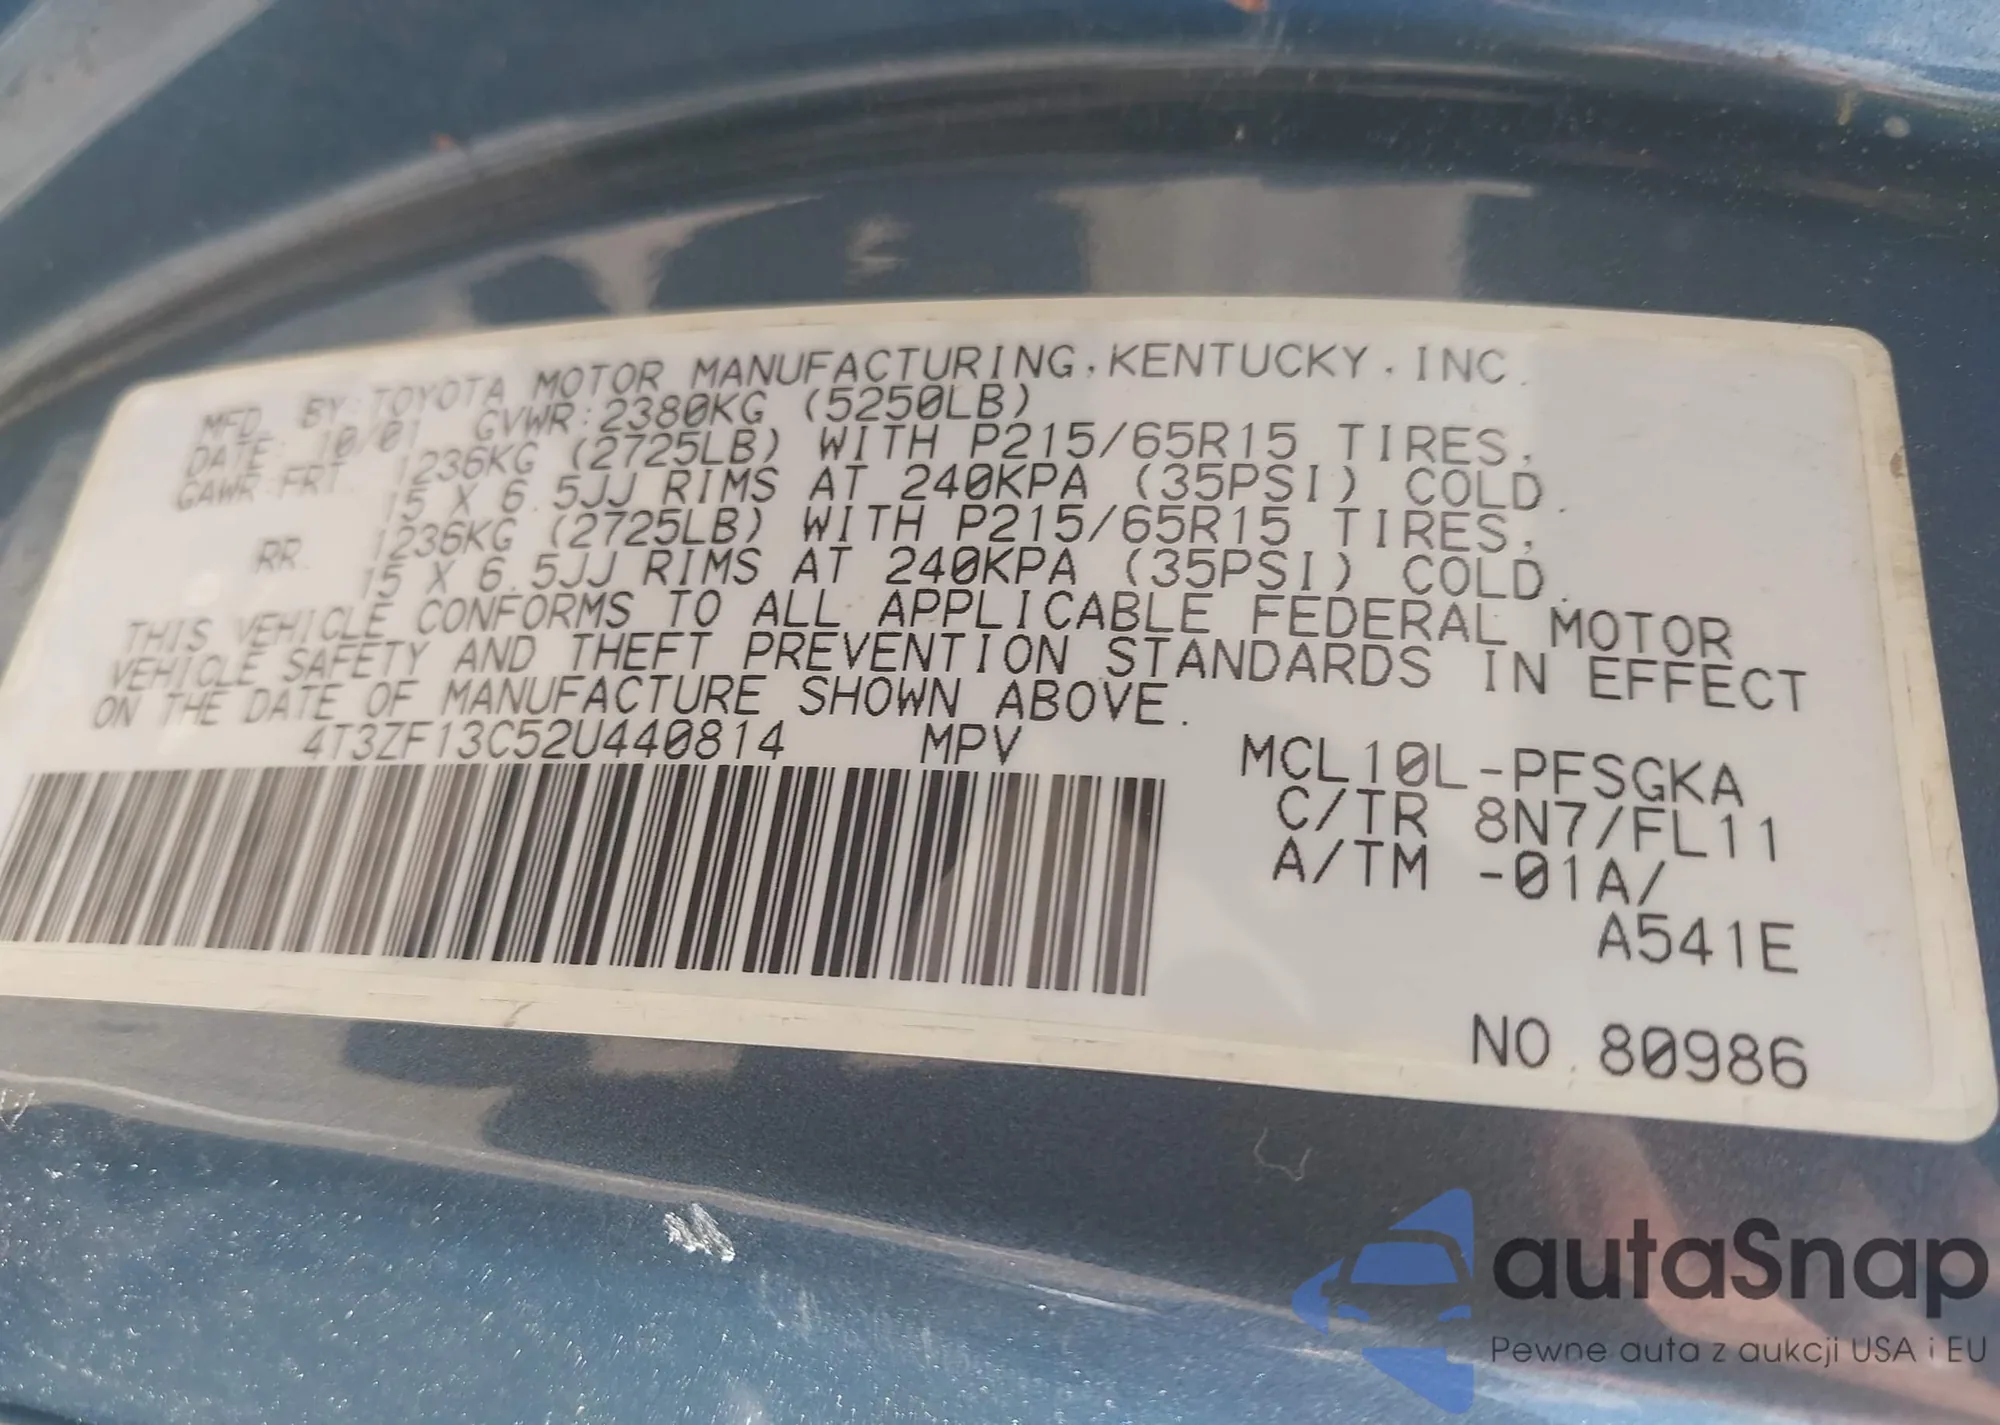 MFD. BY: TOYOTA MOTOR MANUFACTURING, KENTUCKY, INC.
DATE: 10/01 GVWR: 2380KG (5250LB)
GAWR: FRT. 1236KG (2725LB) WITH P215/65R15 TIRES,
15 X 6.5JJ RIMS AT 240KPA (35PSI) COLD.
RR. 1236KG (2725LB) WITH P215/65R15 TIRES,
15 X 6.5JJ RIMS AT 240KPA (35PSI) COLD.
THIS VEHICLE CONFORMS TO ALL APPLICABLE FEDERAL MOTOR
VEHICLE SAFETY AND THEFT PREVENTION STANDARDS IN EFFECT
ON THE DATE OF MANUFACTURE SHOWN ABOVE.
4T3ZF13C52U440814 MPV MCL10L-PFSGKA
C/TR 8N7/FL11
A/TM -01A/
A541E
NO. 80986
autaSnap
Pewne auta z aukcji USA i EU